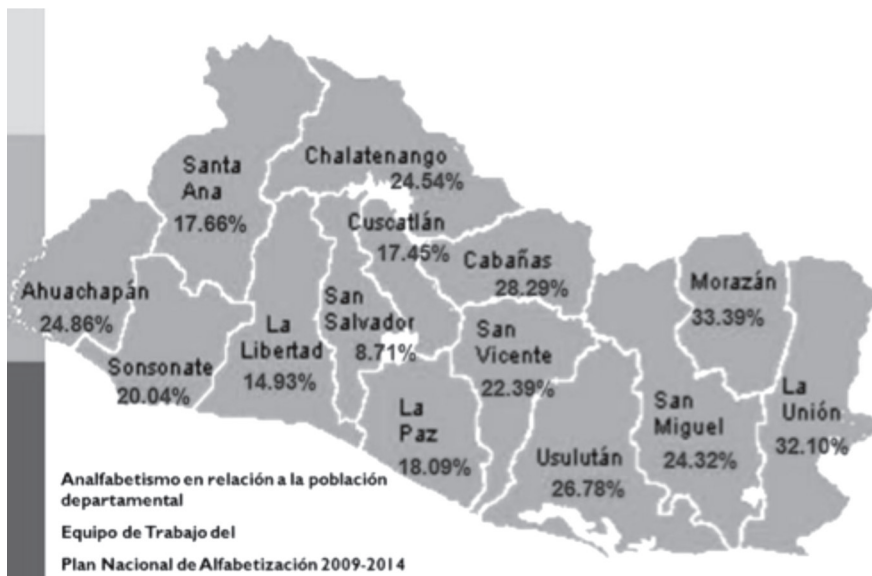 Chalatenango
24.54%
Santa
Ana
17.66%
Cuscatlán
17.45%
Cabañas
28.29%
Morazán
33.39%
Ahuachapán
24.86%
San
Salvador
8.71%
La
Libertad
14.93%
San
Vicente
22.39%
Sonsonate
20.04%
La
Unión
32.10%
San
Miguel
24.32%
La
Paz
18.09%
Usulután
26.78%
Analfabetismo en relación a la población
departamental
Equipo de Trabajo del
Plan Nacional de Alfabetización 2009-2014